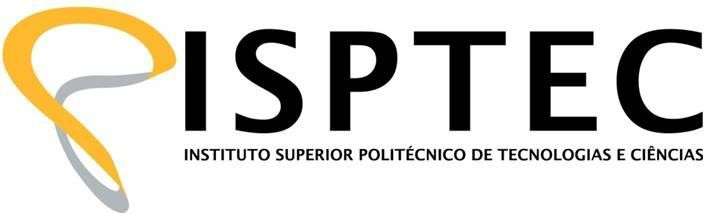 ISPTEC
INSTITUTO SUPERIOR POLITÉCNICO DE TECNOLOGIAS E CIÊNCIAS